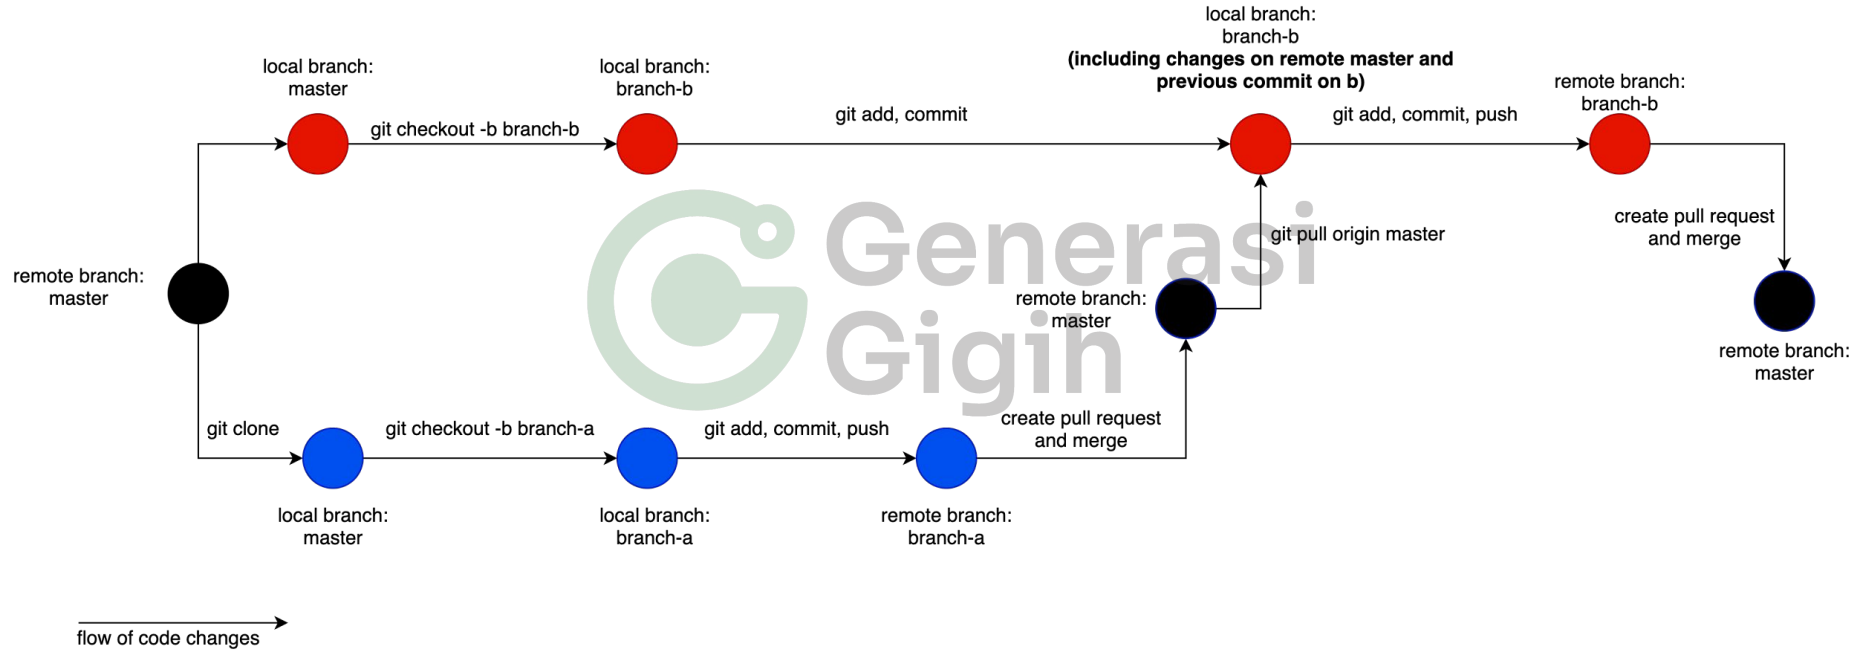 local branch:
branch-b
(including changes on remote master and
previous commit on b)
local branch:
master
local branch:
branch-b
remote branch:
branch-b
git checkout -b branch-b
git add, commit
git add, commit, push
create pull request
and merge
git pull origin master
Generasi
Gigih
remote branch:
master
remote branch:
master
remote branch:
master
git clone
git checkout -b branch-a
git add, commit, push
create pull request
and merge
local branch:
master
local branch:
branch-a
remote branch:
branch-a
flow of code changes